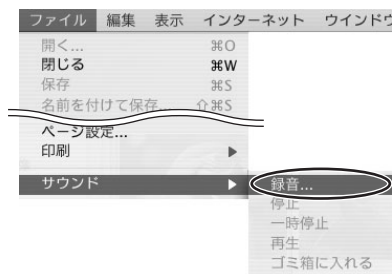 ファイル 編集 表示 インターネット ウインドウ
開く... ⌘O
閉じる ⌘W
保存 ⌘S
名前を付けて保存... ⇧⌘S
ページ設定...
印刷 ▶
サウンド ▶
録音...
停止
一時停止
再生
ゴミ箱に入れる